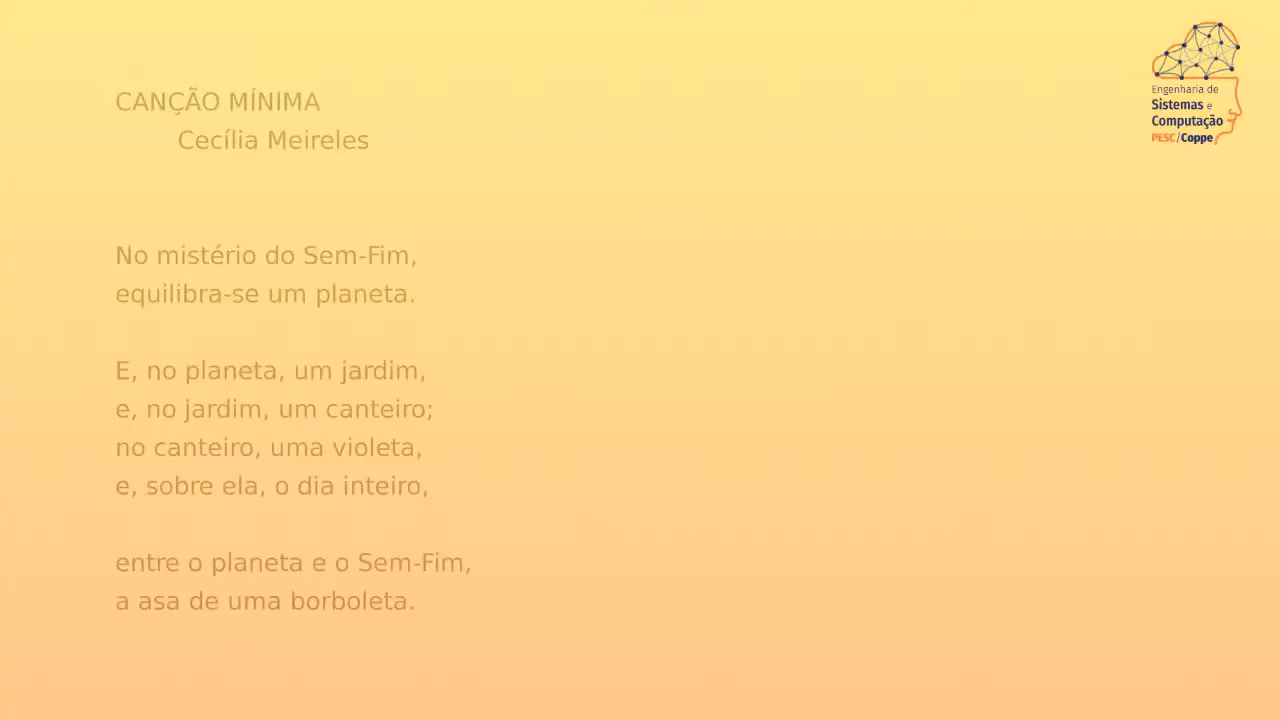 CANÇÃO MÍNIMA
Cecília Meireles
No mistério do Sem-Fim,
equilibra-se um planeta.
E, no planeta, um jardim,
e, no jardim, um canteiro;
no canteiro, uma violeta,
e, sobre ela, o dia inteiro,
entre o planeta e o Sem-Fim,
a asa de uma borboleta.
Engenharia de
Sistemas e
Computação
PESC/Coppe